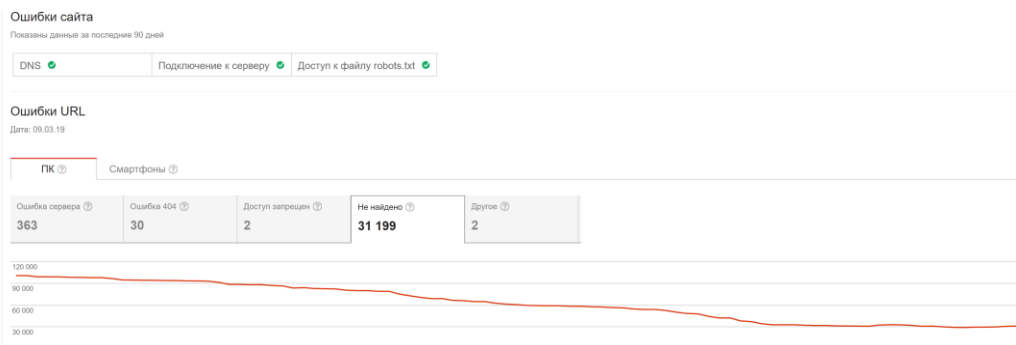 Ошибки сайта
Показаны данные за последние 90 дней
DNS Подключение к серверу Доступ к файлу robots.txt
Ошибки URL
Дата: 09.03.19
ПК Смартфоны
Ошибка сервера Ошибка 404 Доступ запрещен Не найдено Другое
363 30 2 31 199 2
120 000
90 000
60 000
30 000